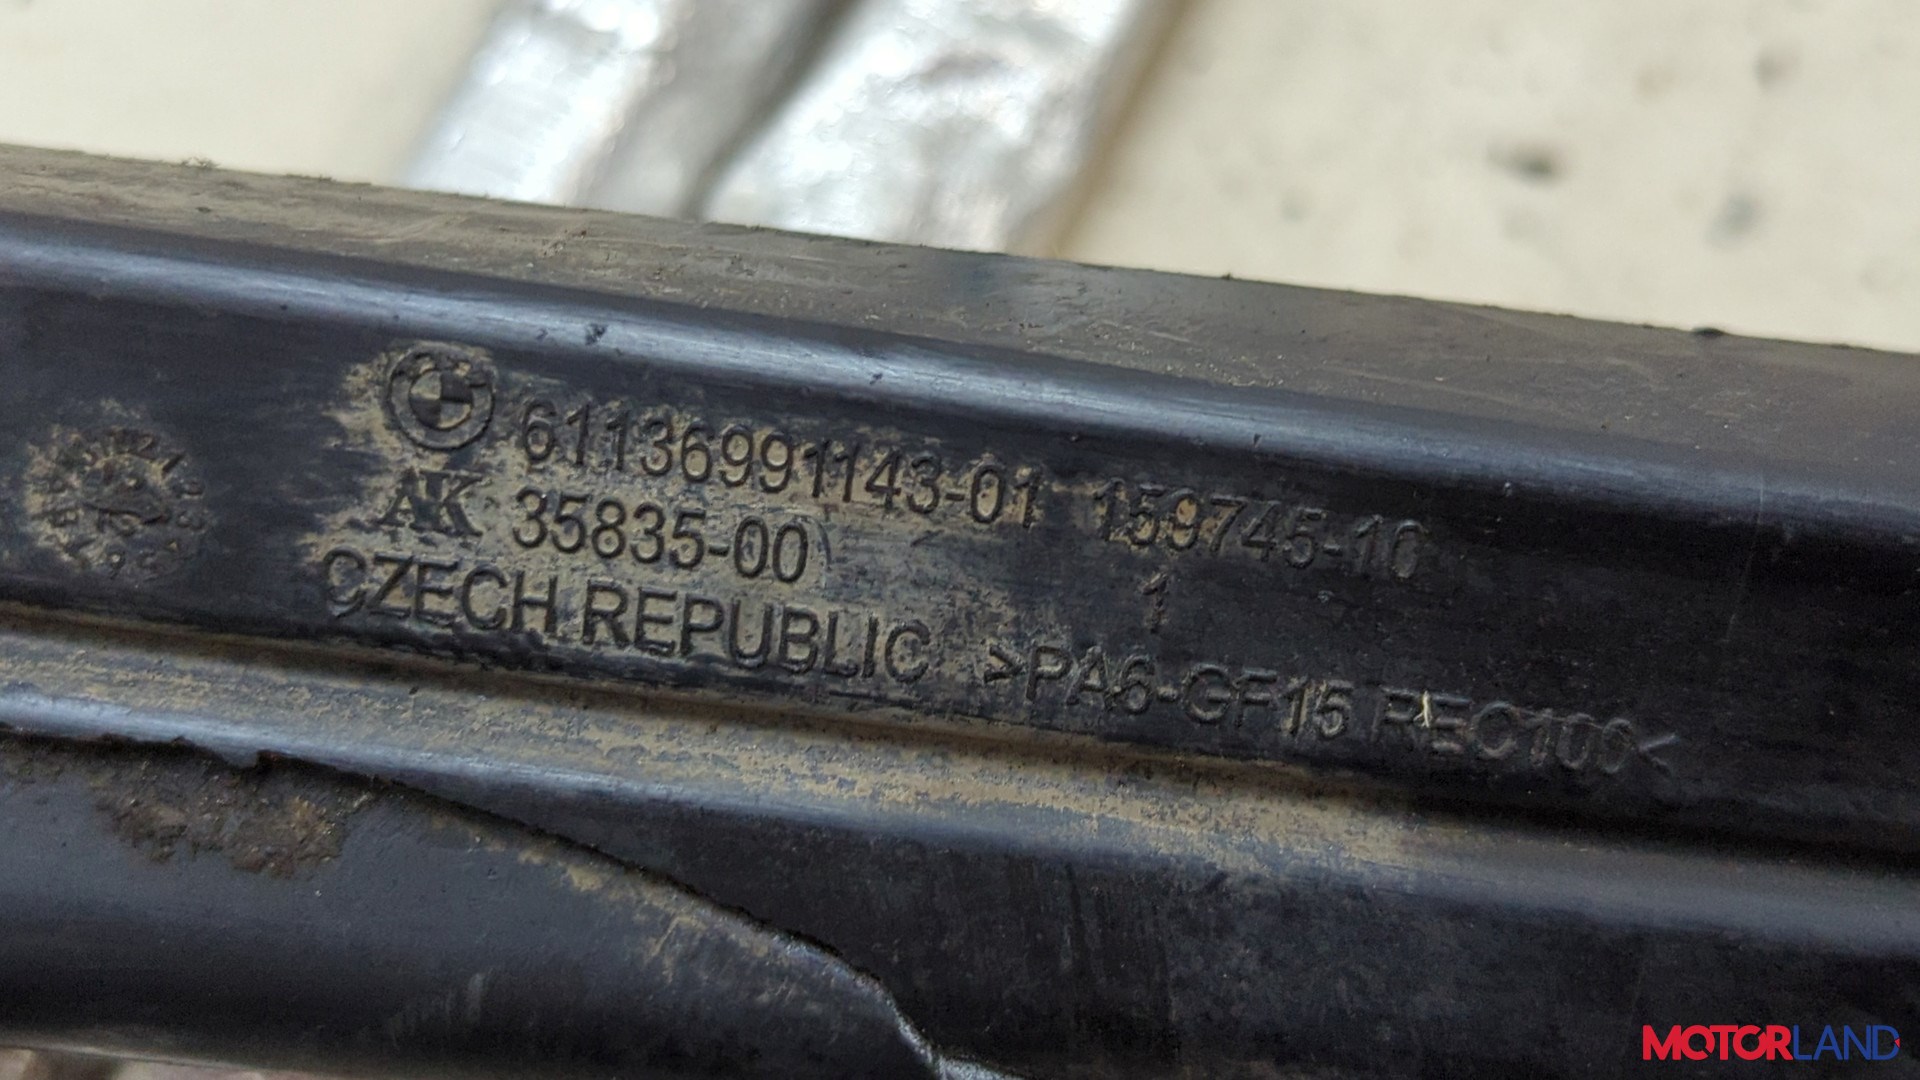 61136991143-01 159745-10
AK 35835-00 1
CZECH REPUBLIC >PA6-GF15 REC100<
MOTORLAND